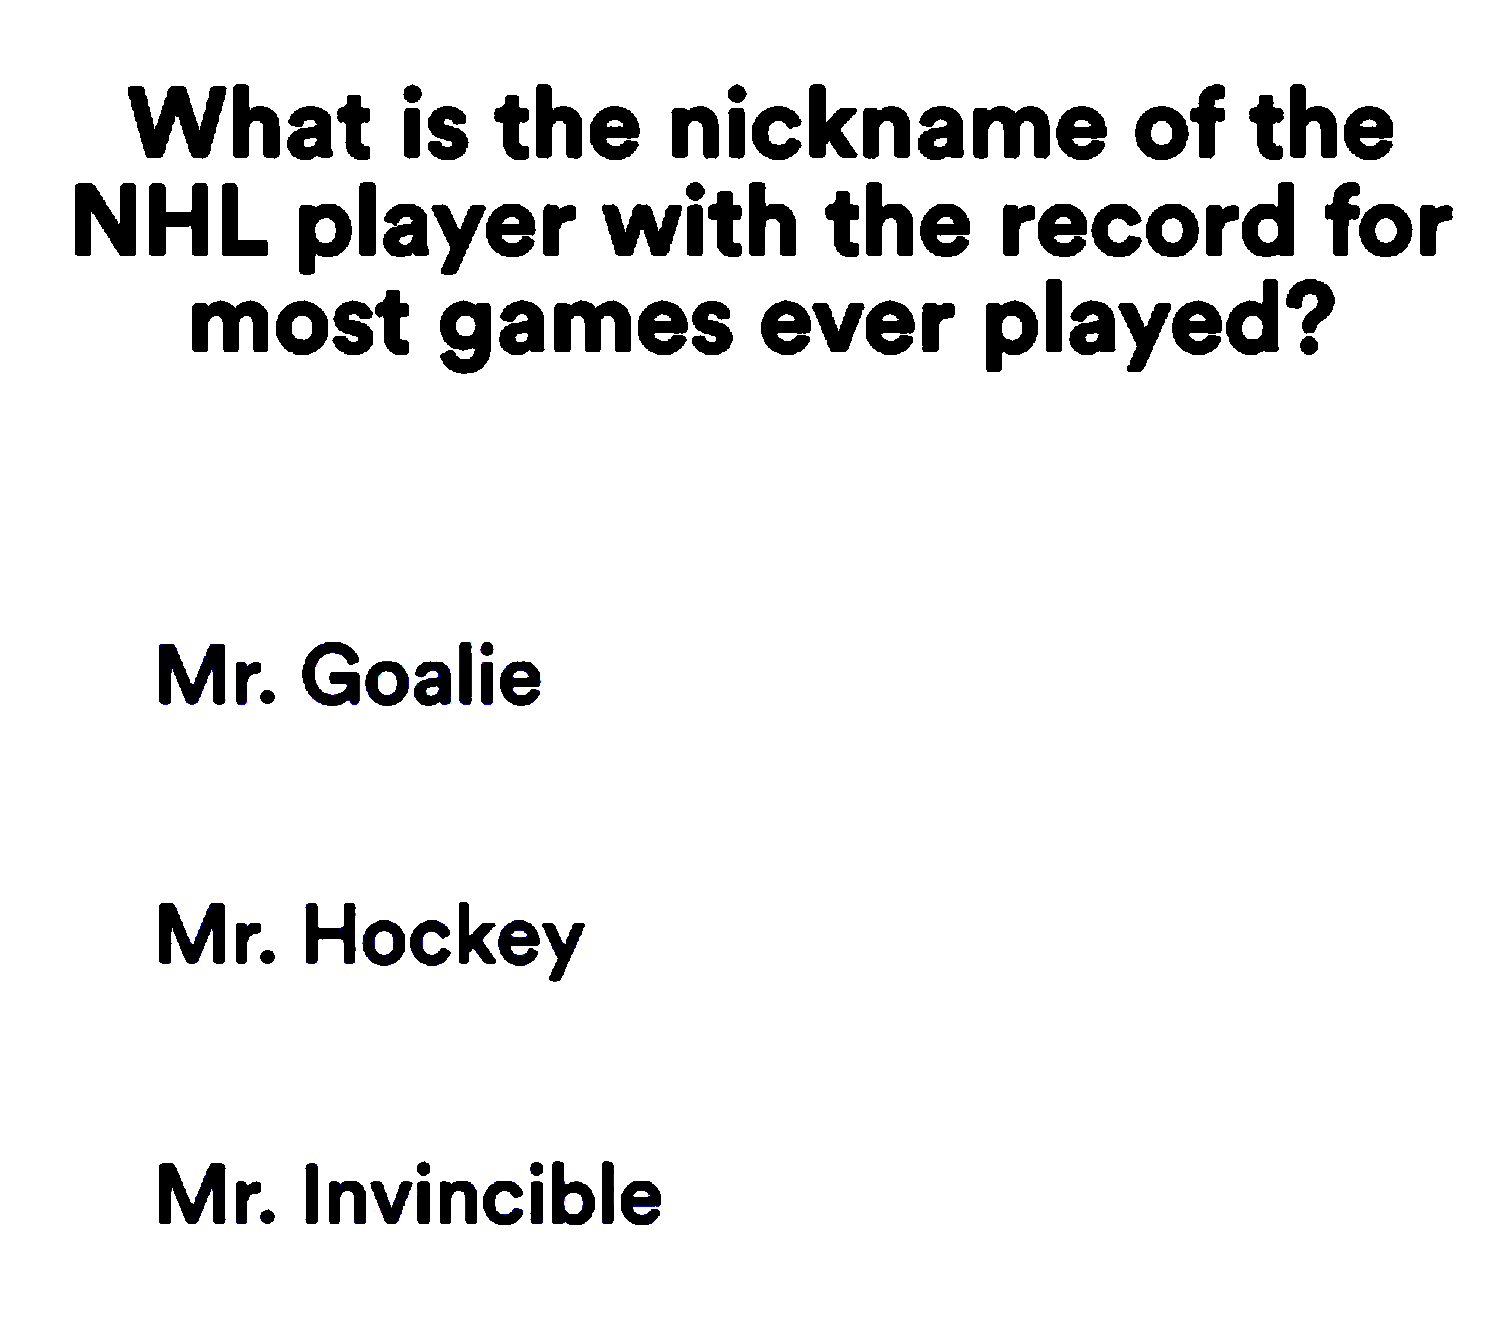 What is the nickname of the
NHL player with the record for
most games ever played?
Mr. Goalie
Mr. Hockey
Mr. Invincible